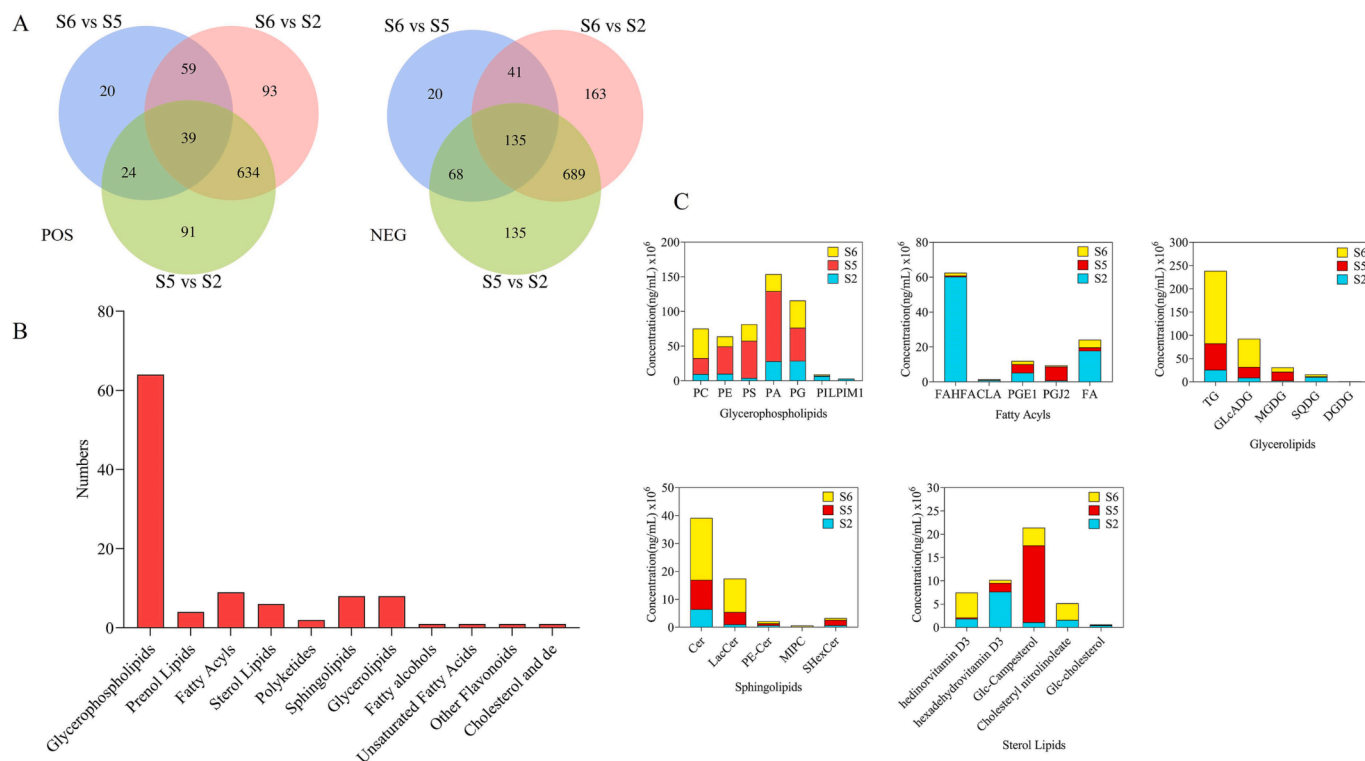 A
S6 vs S5
S6 vs S2
59
20
93
39
24
634
91
POS
S5 vs S2
S6 vs S5
S6 vs S2
41
20
163
135
68
689
135
NEG
S5 vs S2
B
80
60
40
20
0
Numbers
Glycerophospholipids
Prenol Lipids
Fatty Acyls
Sterol Lipids
Polyketides
Sphingolipids
Glycerolipids
Fatty alcohols
Unsaturated Fatty Acids
Other Flavonoids
Cholesterol and de
C
Concentration(ng/mL) x10⁶
200
150
100
50
0
S6
S5
S2
PC PE PS PA PG PILPIM1
Glycerophospholipids
Concentration(ng/mL) x10⁶
80
60
40
20
0
S6
S5
S2
FAHFACLA PGE1 PGJ2 FA
Fatty Acyls
Concentration(ng/mL) x10⁶
300
250
200
150
100
50
0
S6
S5
S2
TG
GLcADG
MGDG
SQDG
DGDG
Glycerolipids
Concentration(ng/mL) x10⁶
50
40
30
20
10
0
S6
S5
S2
Cer
LacCer
PE-Cer
MIPC
SHexCer
Sphingolipids
Concentration(ng/mL) x10⁶
30
25
20
15
10
5
0
S6
S5
S2
hedinorvitamin D3
hexadehydrovitamin D3
Glc-Campesterol
Cholesteryl nitrolinoleate
Glc-cholesterol
Sterol Lipids